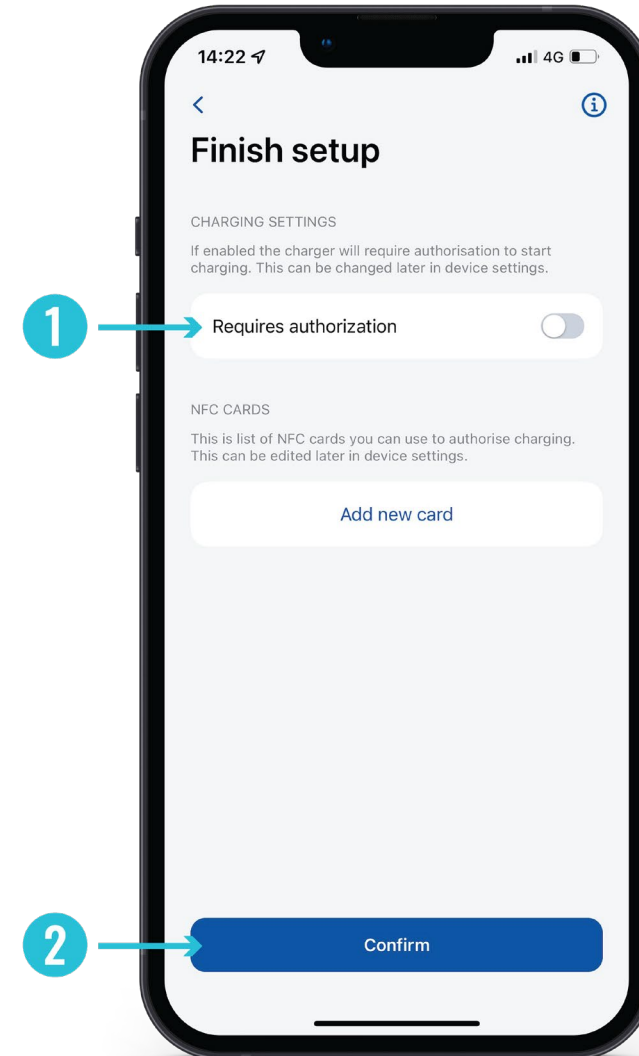 14:22 4G
Finish setup
CHARGING SETTINGS
If enabled the charger will require authorisation to start
charging. This can be changed later in device settings.
1 Requires authorization
NFC CARDS
This is list of NFC cards you can use to authorise charging.
This can be edited later in device settings.
Add new card
2 Confirm